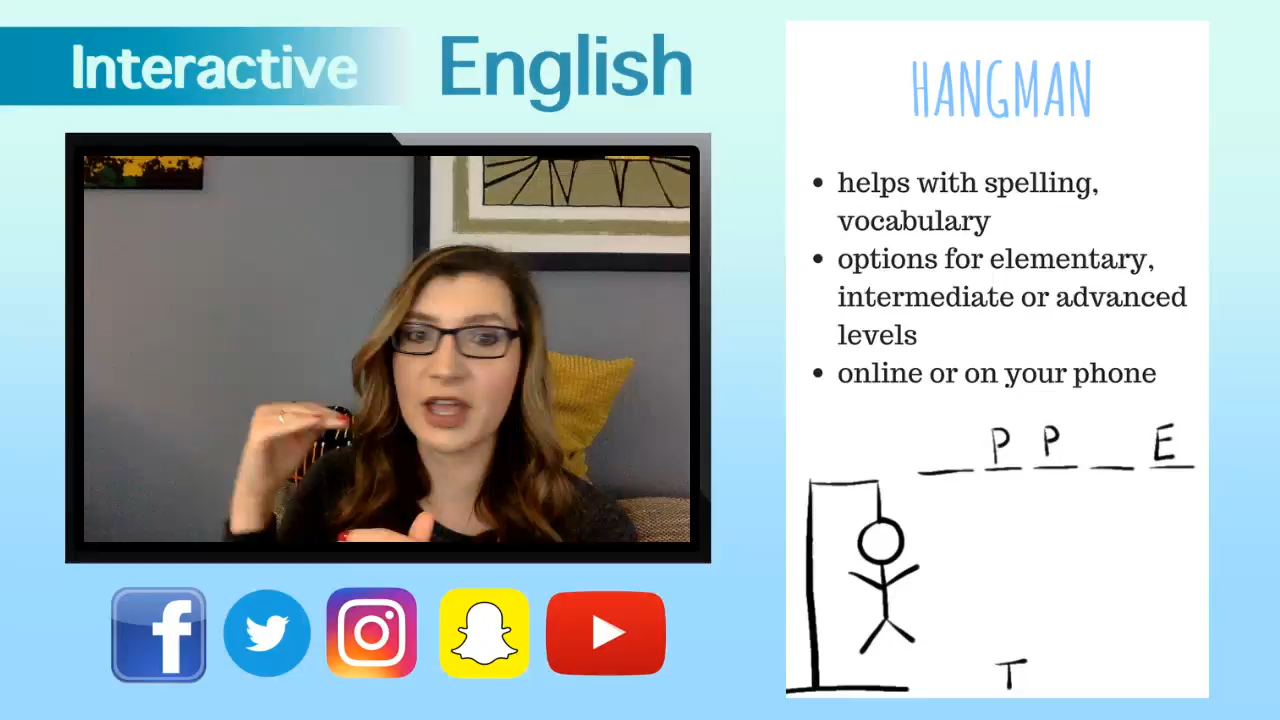 Interactive English
HANGMAN
helps with spelling,
vocabulary
options for elementary,
intermediate or advanced
levels
online or on your phone
_ P P _ E
T